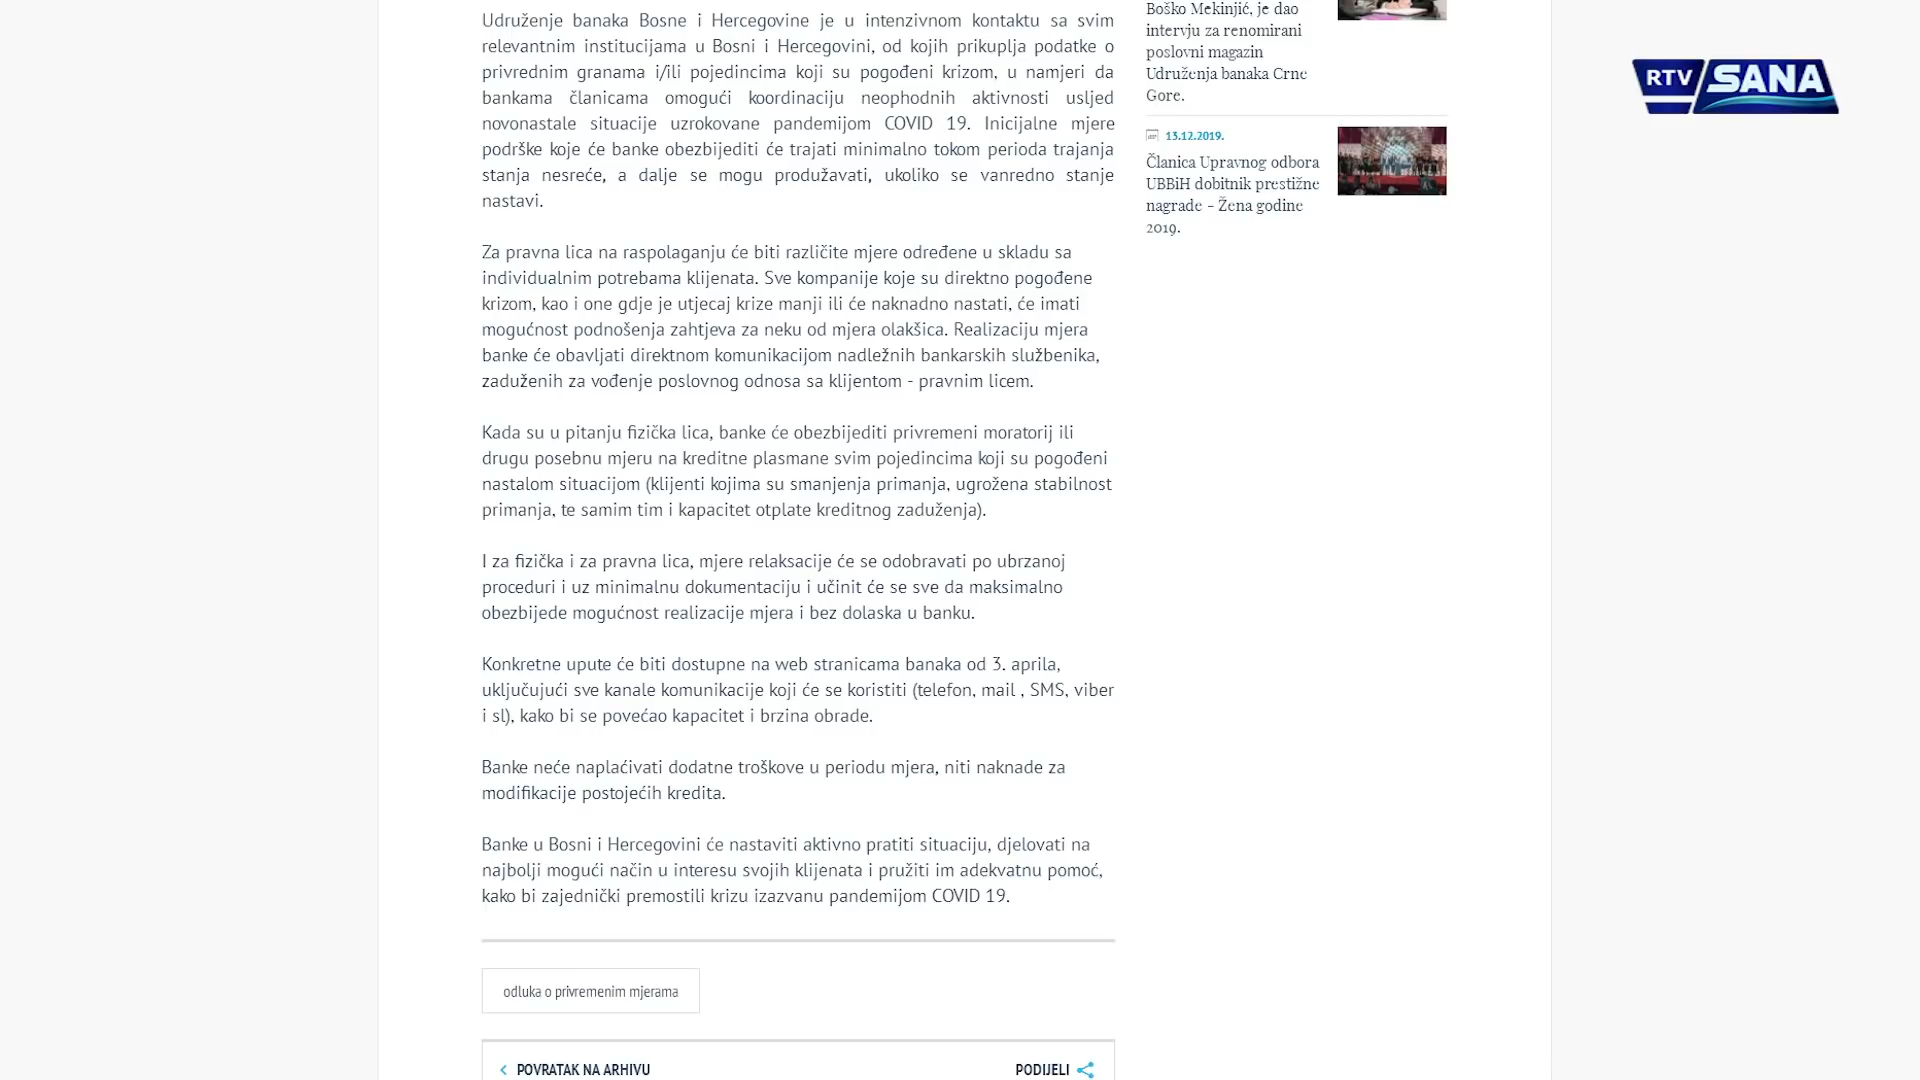 Udruženje banaka Bosne i Hercegovine je u intenzivnom kontaktu sa svim
relevantnim institucijama u Bosni i Hercegovini, od kojih prikuplja podatke o
privrednim granama i/ili pojedincima koji su pogođeni krizom, u namjeri da
bankama članicama omogući koordinaciju neophodnih aktivnosti usljed
novonastale situacije uzrokovane pandemijom COVID 19. Inicijalne mjere
podrške koje će banke obezbijediti će trajati minimalno tokom perioda trajanja
stanja nesreće, a dalje se mogu produžavati, ukoliko se vanredno stanje
nastavi.
Za pravna lica na raspolaganju će biti različite mjere određene u skladu sa
individualnim potrebama klijenata. Sve kompanije koje su direktno pogođene
krizom, kao i one gdje je utjecaj krize manji ili će naknadno nastati, će imati
mogućnost podnošenja zahtjeva za neku od mjera olakšica. Realizaciju mjera
banke će obavljati direktnom komunikacijom nadležnih bankarskih službenika,
zaduženih za vođenje poslovnog odnosa sa klijentom - pravnim licem.
Kada su u pitanju fizička lica, banke će obezbijediti privremeni moratorij ili
drugu posebnu mjeru na kreditne plasmane svim pojedincima koji su pogođeni
nastalom situacijom (klijenti kojima su smanjenja primanja, ugrožena stabilnost
primanja, te samim tim i kapacitet otplate kreditnog zaduženja).
I za fizička i za pravna lica, mjere relaksacije će se odobravati po ubrzanoj
proceduri i uz minimalnu dokumentaciju i učinit će se sve da maksimalno
obezbijede mogućnost realizacije mjera i bez dolaska u banku.
Konkretne upute će biti dostupne na web stranicama banaka od 3. aprila,
uključujući sve kanale komunikacije koji će se koristiti (telefon, mail , SMS, viber
i sl), kako bi se povećao kapacitet i brzina obrade.
Banke neće naplaćivati dodatne troškove u periodu mjera, niti naknade za
modifikacije postojećih kredita.
Banke u Bosni i Hercegovini će nastaviti aktivno pratiti situaciju, djelovati na
najbolji mogući način u interesu svojih klijenata i pružiti im adekvatnu pomoć,
kako bi zajednički premostili krizu izazvanu pandemijom COVID 19.
odluka o privremenim mjerama
POVRATAK NA ARHIVU
PODIJELI
Boško Mekinjić, je dao
intervju za renomirani
poslovni magazin
Udruženja banaka Crne
Gore.
13.12.2019.
Članica Upravnog odbora
UBBiH dobitnik prestižne
nagrade – Žena godine
2019.
RTV SANA